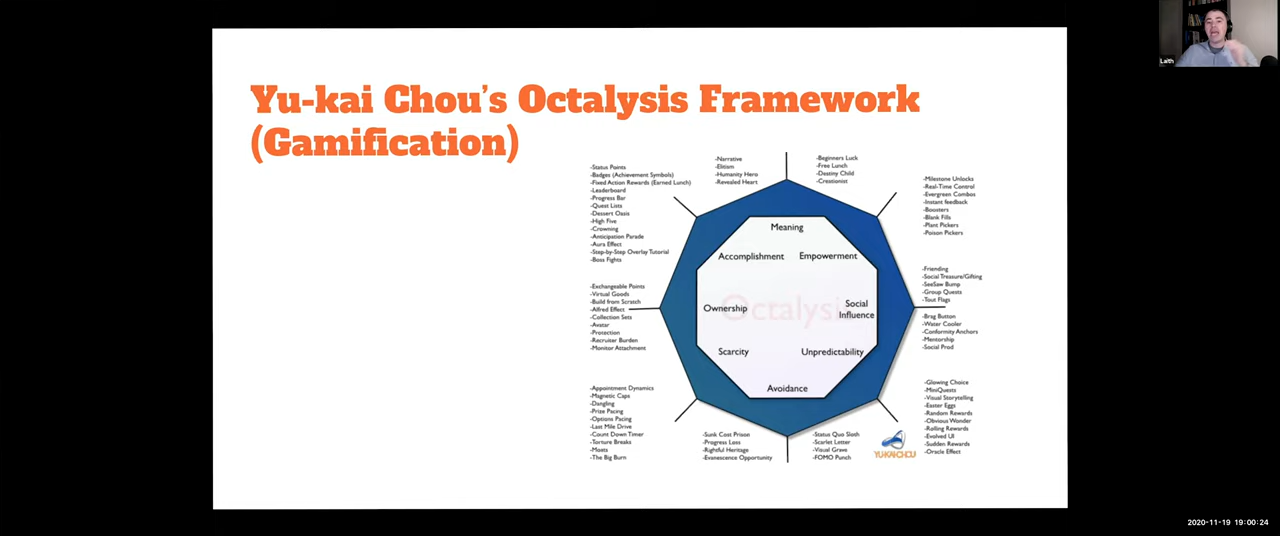 Yu-kai Chou's Octalysis Framework
(Gamification)
Laith
-Status Points
-Badges (Achievement Symbols)
-Fixed Action Rewards (Earned Lunch)
-Leaderboard
-Progress Bar
-Quest Lists
-Dessert Oasis
-High Five
-Crowning
-Anticipation Parade
-Aura Effect
-Step-by-Step Overlay Tutorial
-Boss Fights
-Narrative
-Elitism
-Humanity Hero
-Revealed Heart
-Beginners Luck
-Free Lunch
-Destiny Child
-Creationist
-Milestone Unlocks
-Real-Time Control
-Evergreen Combos
-Instant feedback
-Boosters
-Blank Fills
-Plant Pickers
-Poison Pickers
Meaning
Accomplishment
Empowerment
Ownership
Octalysis
Social
Influence
Scarcity
Unpredictability
Avoidance
-Exchangeable Points
-Virtual Goods
-Build from Scratch
-Alfred Effect
-Collection Sets
-Avatar
-Protection
-Recruiter Burden
-Monitor Attachment
-Friending
-Social Treasure/Gifting
-SeeSaw Bump
-Group Quests
-Tout Flags
-Brag Button
-Water Cooler
-Conformity Anchors
-Mentorship
-Social Prod
-Appointment Dynamics
-Magnetic Caps
-Dangling
-Prize Pacing
-Options Pacing
-Last Mile Drive
-Count Down Timer
-Torture Breaks
-Moats
-The Big Burn
-Sunk Cost Prison
-Progress Loss
-Rightful Heritage
-Evanescence Opportunity
-Status Quo Sloth
-Scarlet Letter
-Visual Grave
-FOMO Punch
-Glowing Choice
-MiniQuests
-Visual Storytelling
-Easter Eggs
-Random Rewards
-Obvious Wonder
-Rolling Rewards
-Evolved UI
-Sudden Rewards
-Oracle Effect
YU-KAI CHOU
2020-11-19 19:00:24